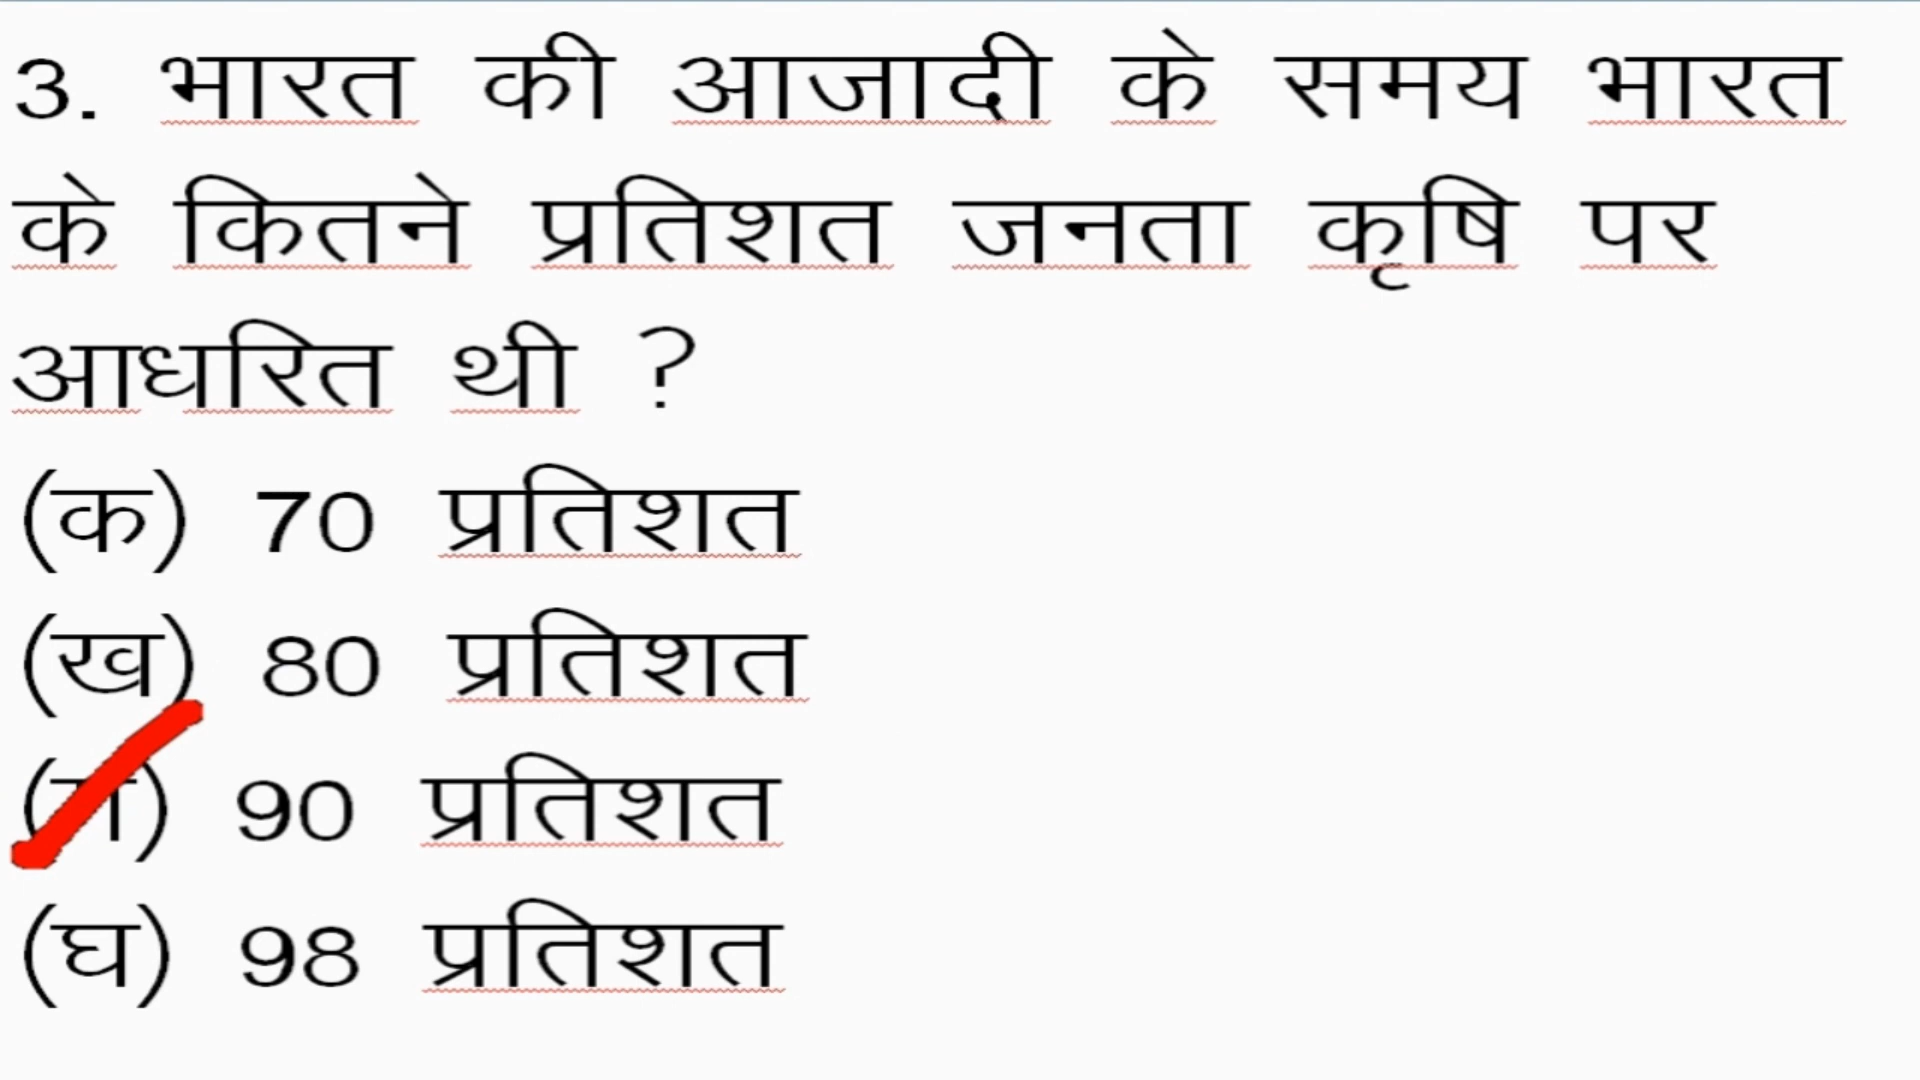 3. भारत की आजादी के समय भारत
के कितने प्रतिशत जनता कृषि पर
आधरित थी ?
(क) 70 प्रतिशत
(ख) 80 प्रतिशत
(ग) 90 प्रतिशत
(घ) 98 प्रतिशत